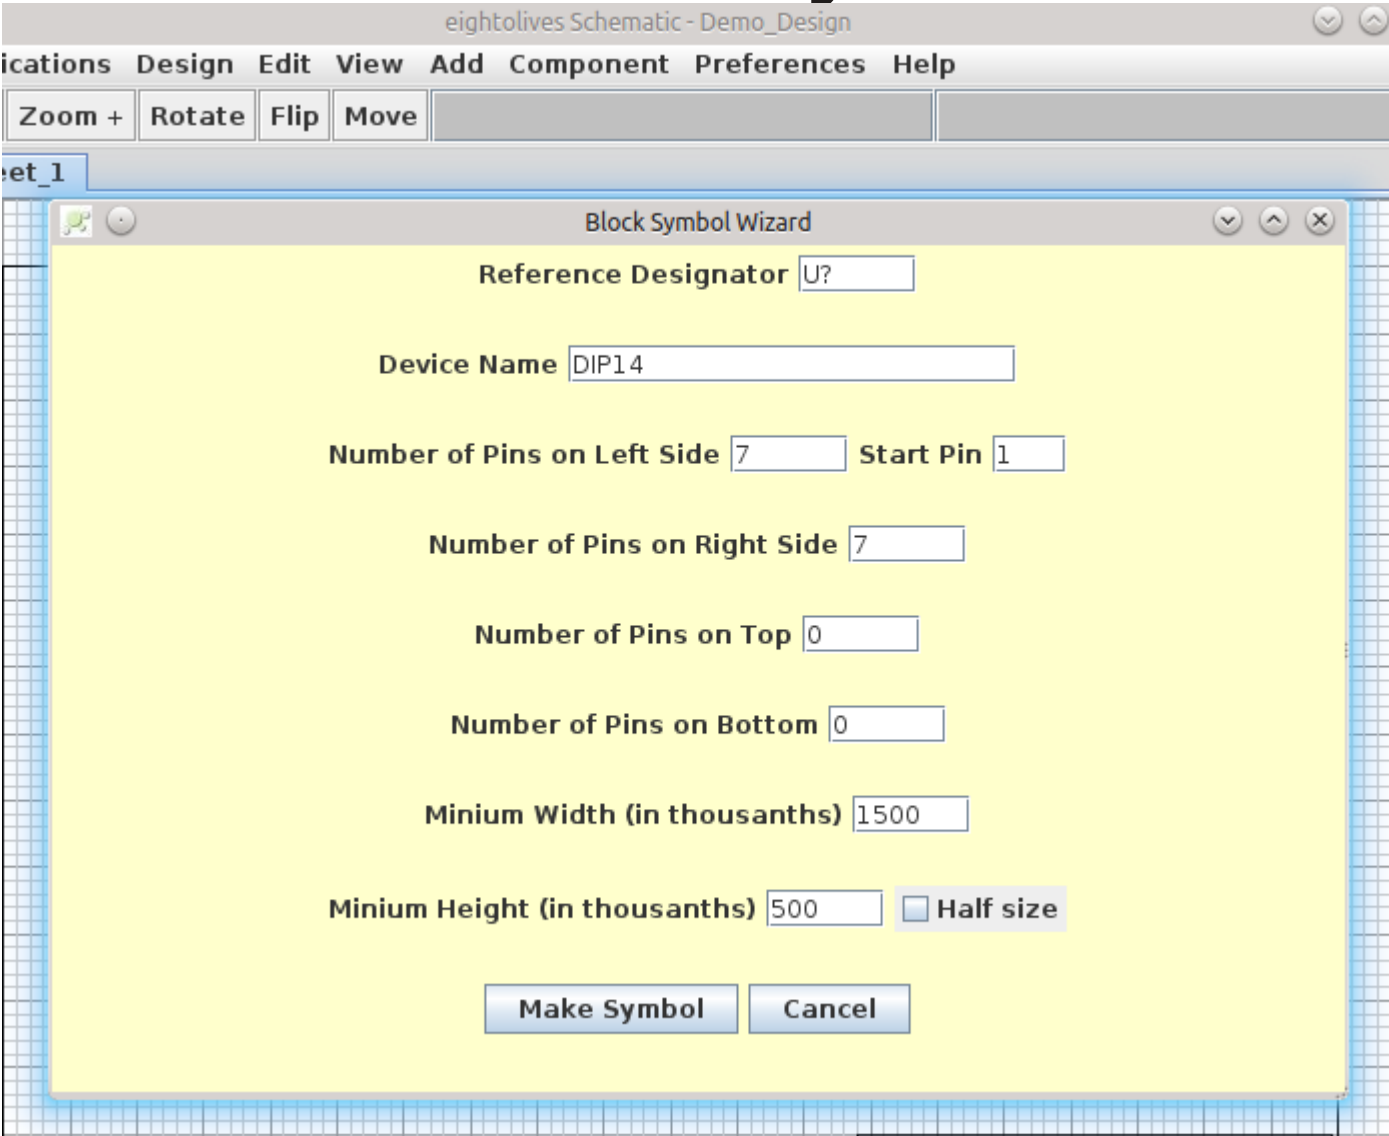 eightolives Schematic - Demo_Design
ications Design Edit View Add Component Preferences Help
Zoom + Rotate Flip Move
eet_1
Block Symbol Wizard
Reference Designator U?
Device Name DIP14
Number of Pins on Left Side 7 Start Pin 1
Number of Pins on Right Side 7
Number of Pins on Top 0
Number of Pins on Bottom 0
Minium Width (in thousanths) 1500
Minium Height (in thousanths) 500 Half size
Make Symbol Cancel